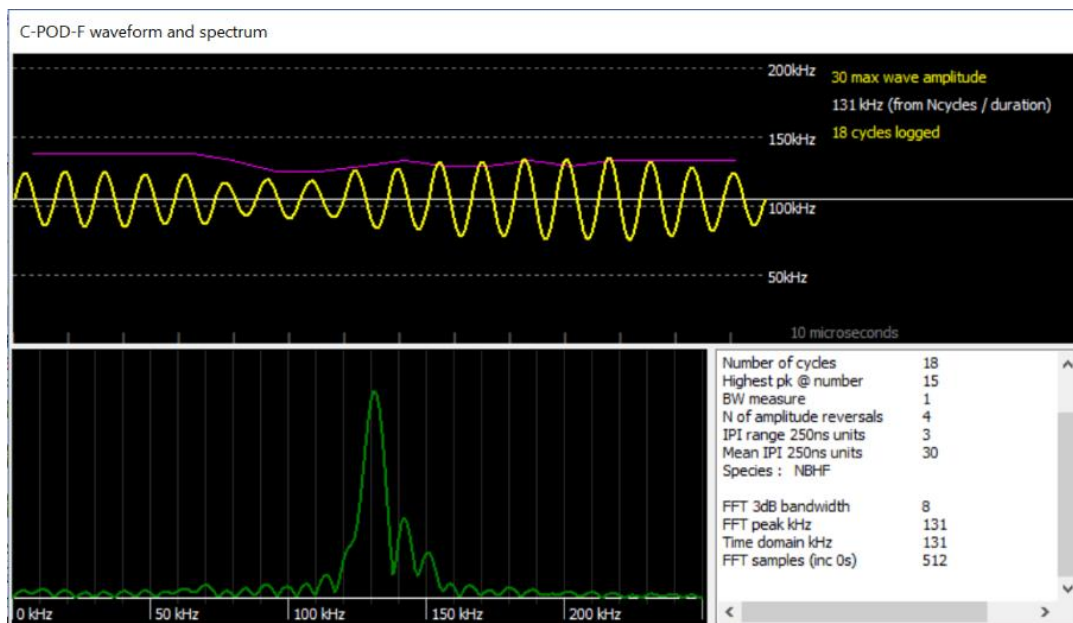 C-POD-F waveform and spectrum
200kHz
30 max wave amplitude
131 kHz (from Ncycles / duration)
150kHz
18 cycles logged
100kHz
50kHz
10 microseconds
Number of cycles 18
Highest pk @ number 15
BW measure 1
N of amplitude reversals 4
IPI range 250ns units 3
Mean IPI 250ns units 30
Species : NBHF
FFT 3dB bandwidth 8
FFT peak kHz 131
Time domain kHz 131
FFT samples (inc 0s) 512
0 kHz 50 kHz 100 kHz 150 kHz 200 kHz